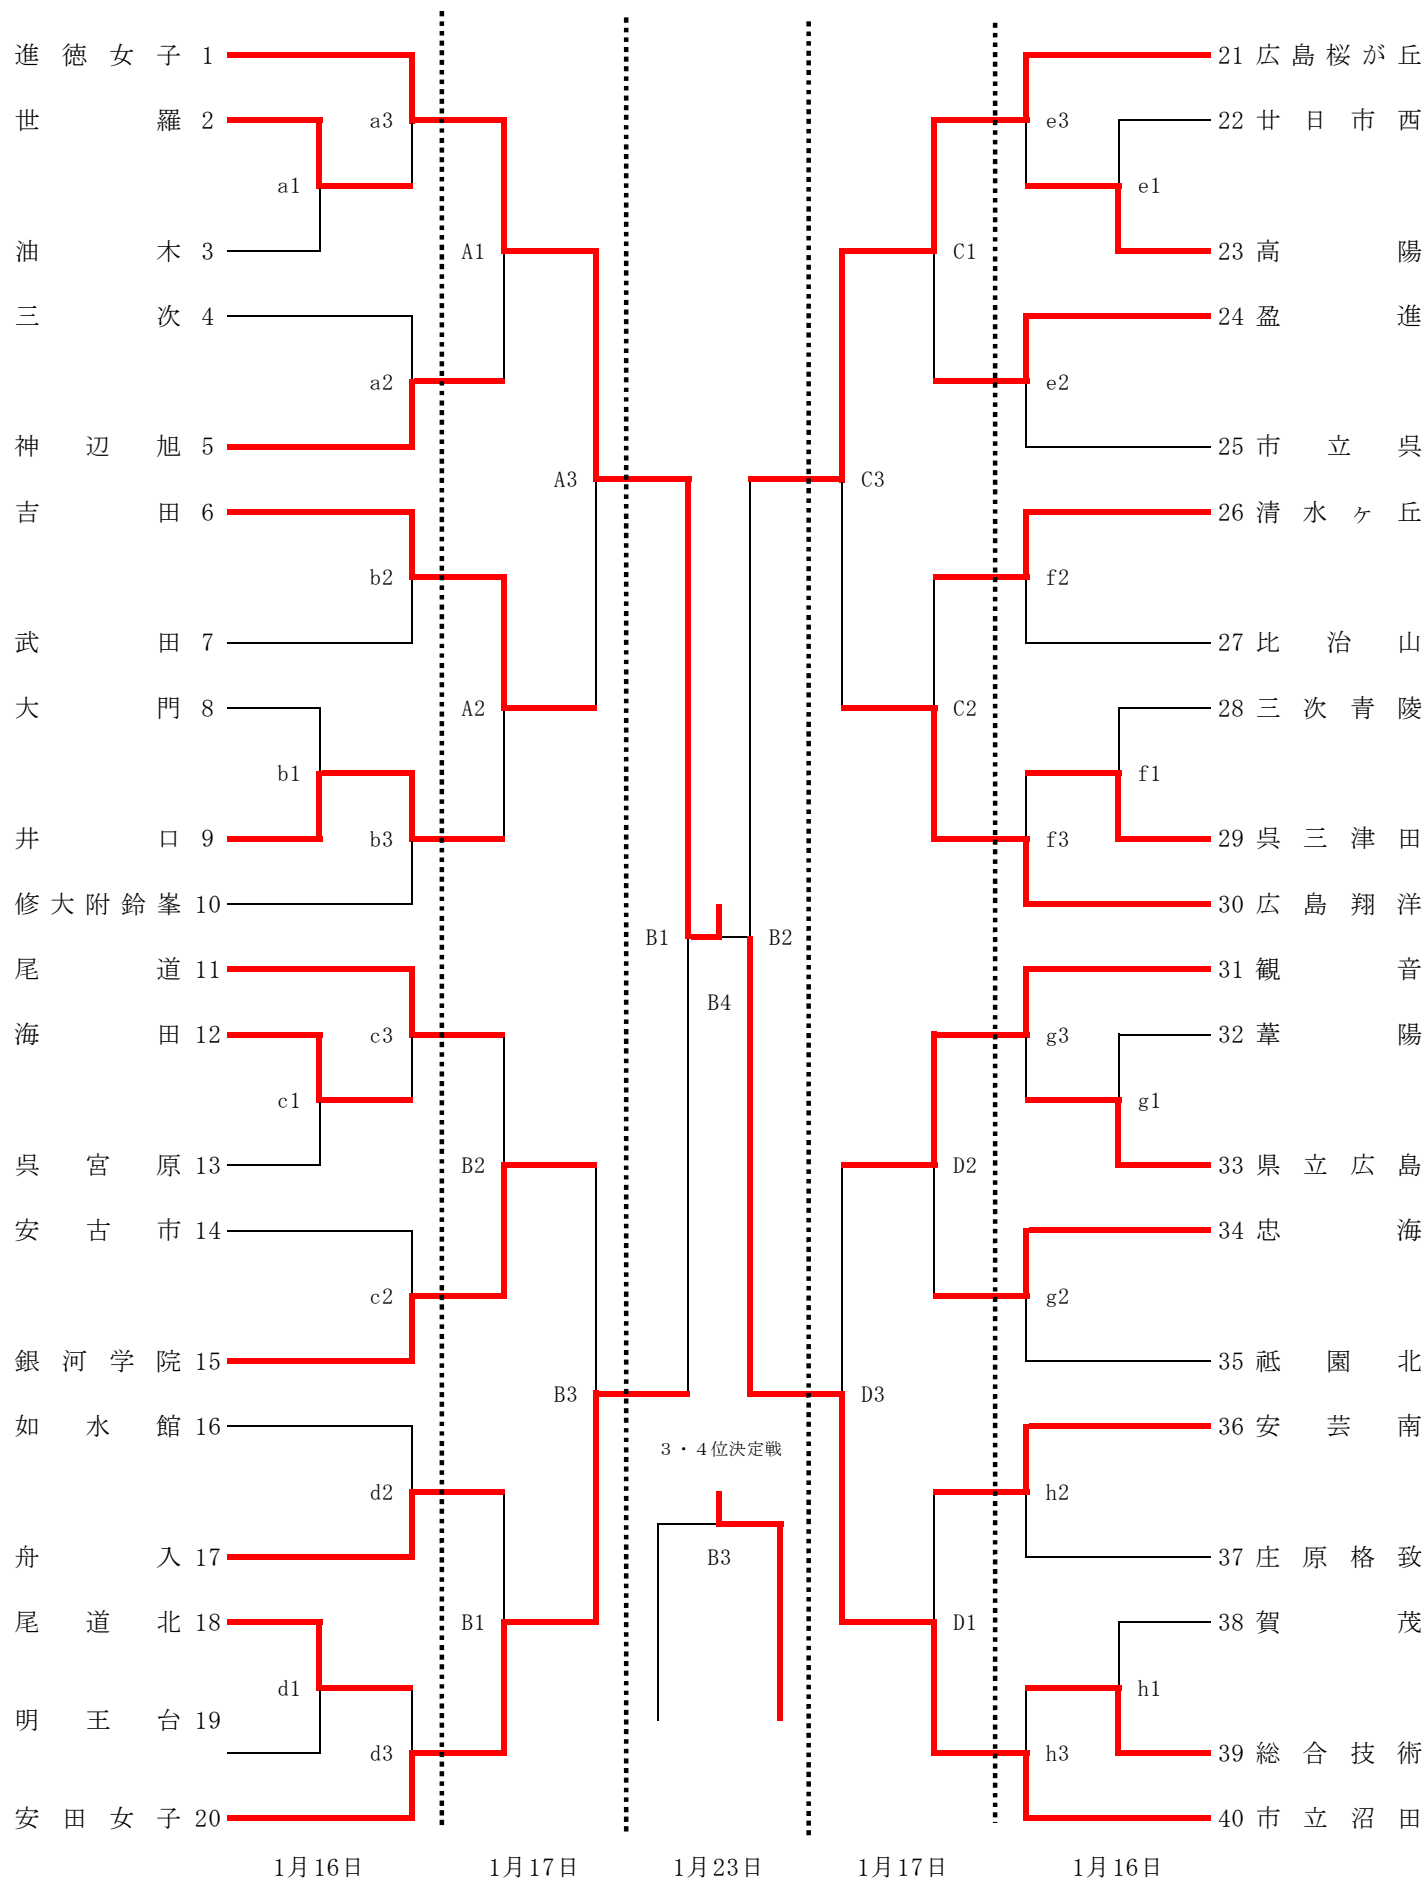 進徳女子 1
世羅 2
a3
a1
油木 3
A1
三次 4
a2
神辺旭 5
A3
吉田 6
b2
武田 7
大門 8
A2
b1
井口 9
b3
修大附鈴峯 10
尾道 11
海田 12
c3
c1
呉宮原 13
B2
安古市 14
c2
銀河学院 15
B3
如水館 16
d2
舟入 17
尾道北 18
B1
d1
明王台 19
d3
安田女子 20
B1
B2
B4
3・4位決定戦
B3
21 広島桜が丘
e3
22 廿日市西
e1
C1
23 高陽
24 盈進
e2
25 市立呉
C3
26 清水ヶ丘
f2
27 比治山
C2
28 三次青陵
f1
f3
29 呉三津田
30 広島翔洋
31 観音
g3
32 葦陽
g1
D2
33 県立広島
34 忠海
g2
35 祇園北
D3
36 安芸南
h2
37 庄原格致
D1
38 賀茂
h1
h3
39 総合技術
40 市立沼田
1月16日 1月17日 1月23日 1月17日 1月16日